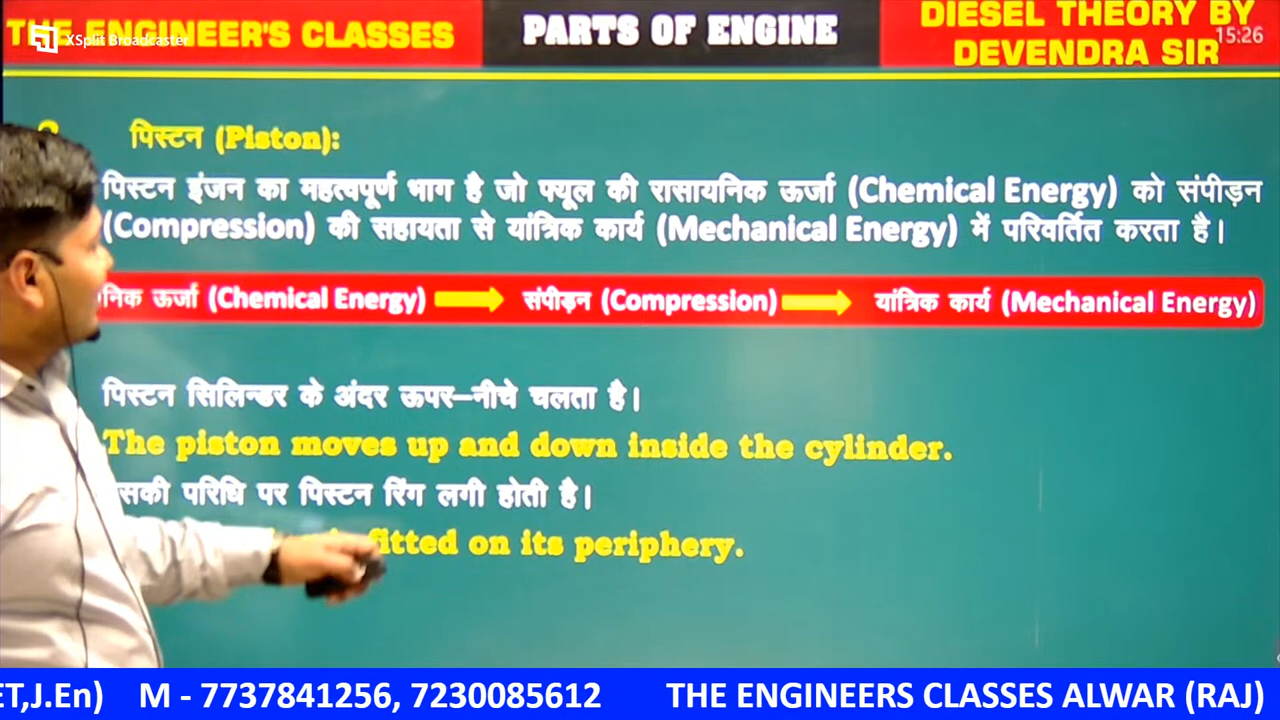 THE ENGINEER'S CLASSES
XSplit Broadcaster
PARTS OF ENGINE
DIESEL THEORY BY
DEVENDRA SIR
15:26
पिस्टन (Piston):
पिस्टन इंजन का महत्वपूर्ण भाग है जो फ्यूल की रासायनिक ऊर्जा (Chemical Energy) को संपीड़न
(Compression) की सहायता से यांत्रिक कार्य (Mechanical Energy) में परिवर्तित करता है।
ऊर्जा (Chemical Energy) संपीड़न (Compression) यांत्रिक कार्य (Mechanical Energy)
पिस्टन सिलिन्डर के अंदर ऊपर–नीचे चलता है।
The piston moves up and down inside the cylinder.
परिधि पर पिस्टन रिंग लगी होती है।
fitted on its periphery.
ET,J.En) M - 7737841256, 7230085612 THE ENGINEERS CLASSES ALWAR (RAJ)